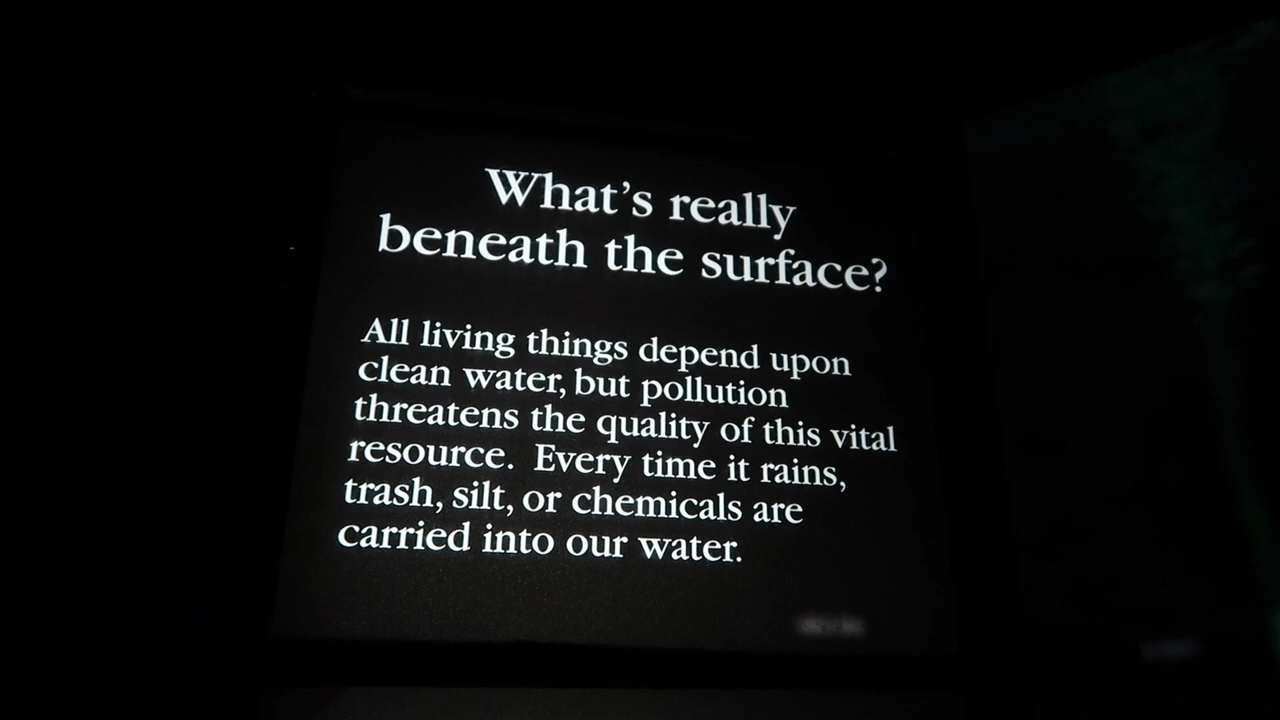 What's really
beneath the surface?
All living things depend upon
clean water, but pollution
threatens the quality of this vital
resource.  Every time it rains,
trash, silt, or chemicals are
carried into our water.